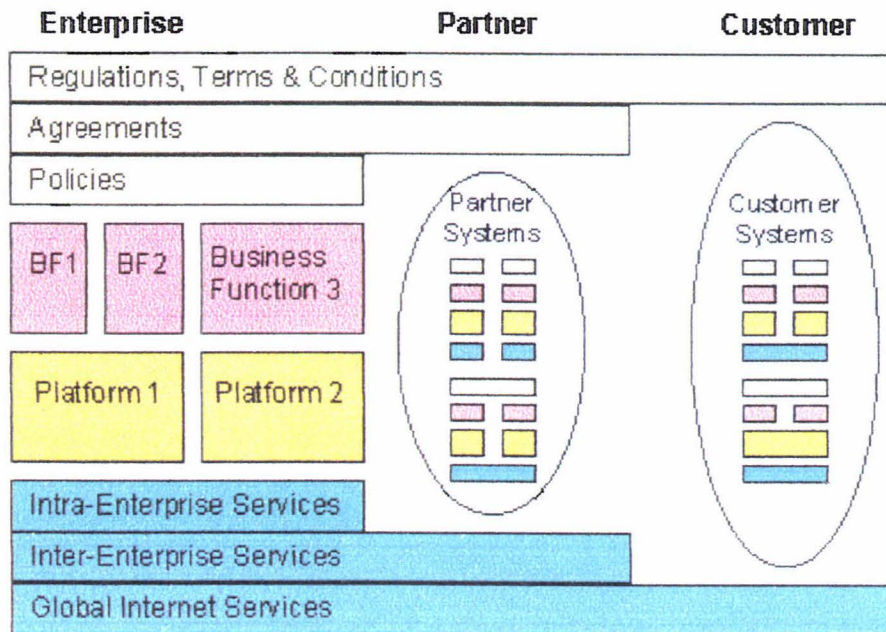 Enterprise
Partner
Customer
Regulations, Terms & Conditions
Agreements
Policies
Partner
Systems
Customer
Systems
BF1
BF2
Business
Function 3
Platform 1
Platform 2
Intra-Enterprise Services
Inter-Enterprise Services
Global Internet Services